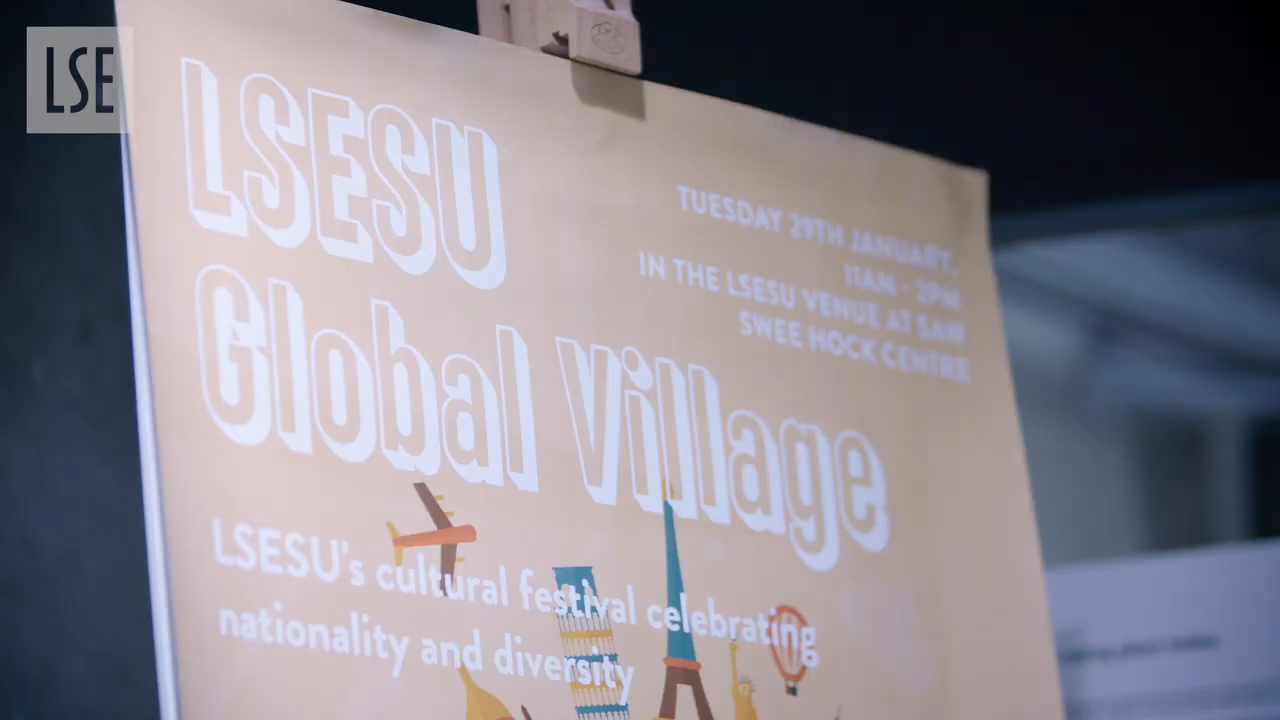 LSE
LSESU
Global Village
TUESDAY 29TH JANUARY,
11AM - 2PM
IN THE LSESU VENUE AT SAW
SWEE HOCK CENTRE
LSESU's cultural festival celebrating
nationality and diversity